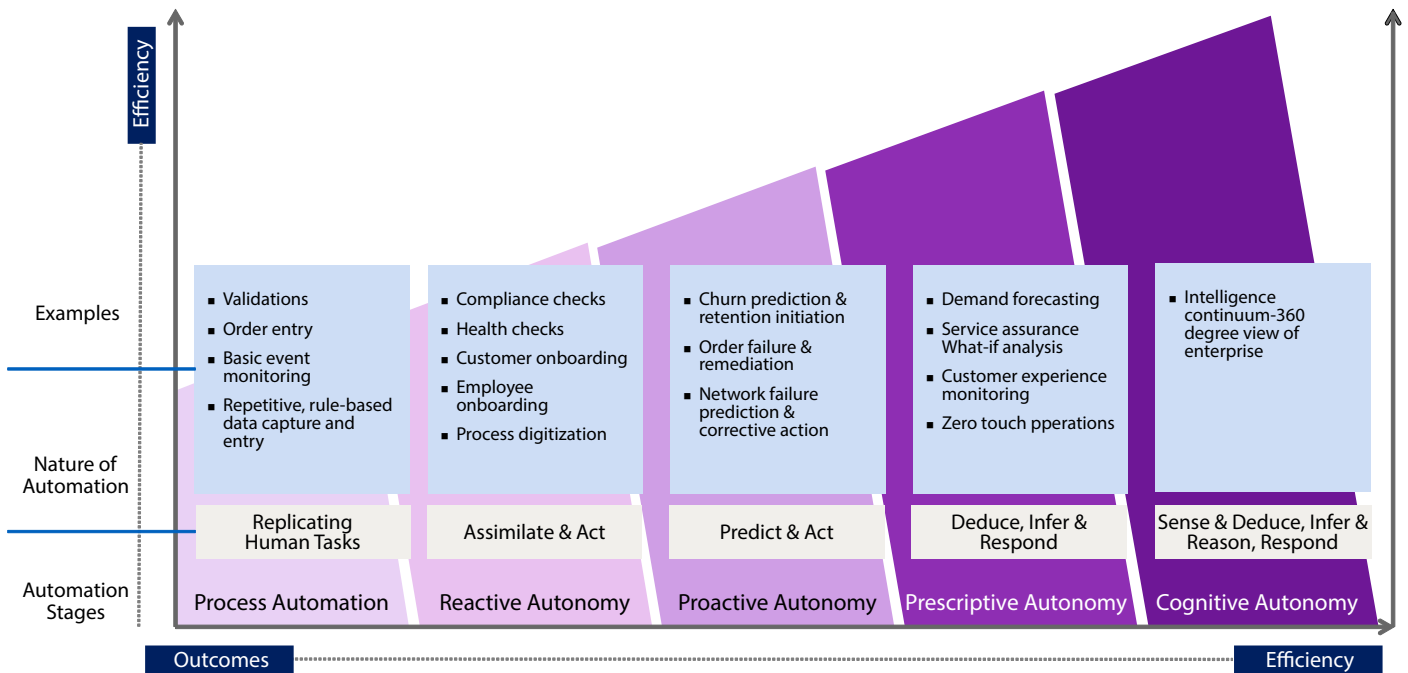 Efficiency
Examples
Nature of
Automation
Automation
Stages
▪ Validations
▪ Order entry
▪ Basic event
monitoring
▪ Repetitive, rule-based
data capture and
entry
▪ Compliance checks
▪ Health checks
▪ Customer onboarding
▪ Employee
onboarding
▪ Process digitization
▪ Churn prediction &
retention initiation
▪ Order failure &
remediation
▪ Network failure
prediction &
corrective action
▪ Demand forecasting
▪ Service assurance
What-if analysis
▪ Customer experience
monitoring
▪ Zero touch pperations
▪ Intelligence
continuum-360
degree view of
enterprise
Replicating
Human Tasks
Assimilate & Act
Predict & Act
Deduce, Infer &
Respond
Sense & Deduce, Infer &
Reason, Respond
Process Automation
Reactive Autonomy
Proactive Autonomy
Prescriptive Autonomy
Cognitive Autonomy
Outcomes
Efficiency